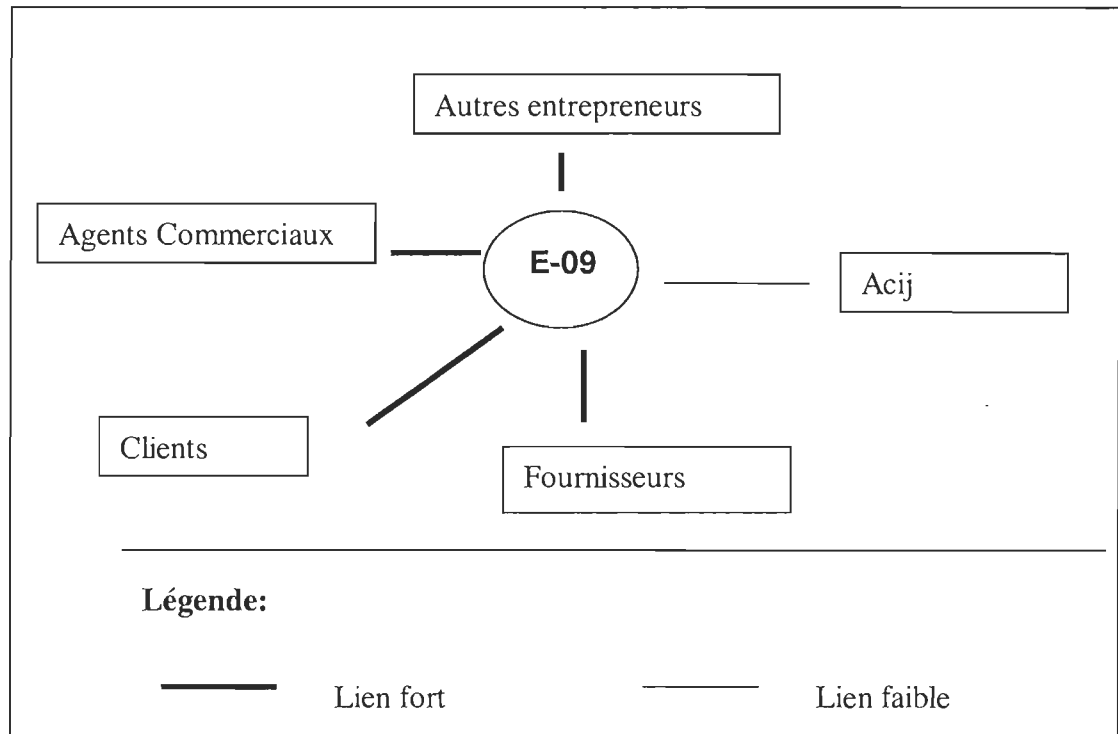 Autres entrepreneurs
Agents Commerciaux
E-09
Acij
Clients
Fournisseurs
Légende:
Lien fort
Lien faible